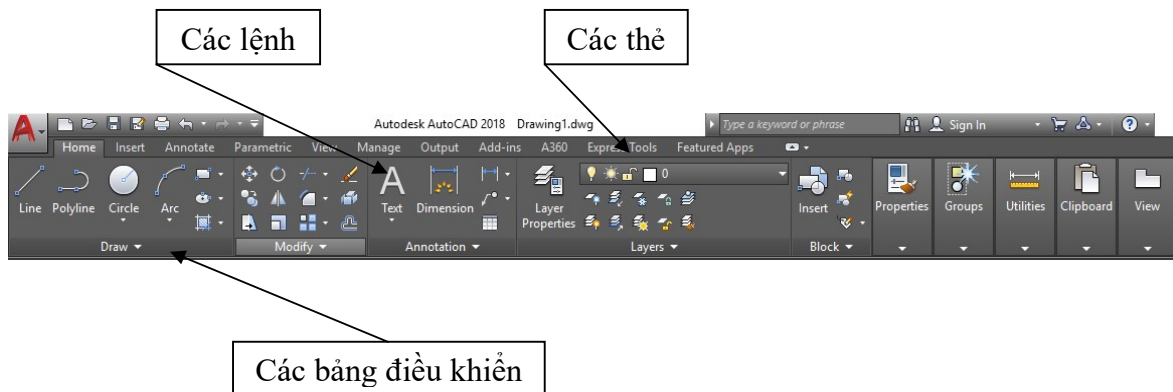 Các lệnh
Các thẻ
Autodesk AutoCAD 2018 Drawing1.dwg Type a keyword or phrase Sign In
Home Insert Annotate Parametric View Manage Output Add-ins A360 Express Tools Featured Apps
0
Line Polyline Circle Arc Text Dimension Layer Properties Insert Properties Groups Utilities Clipboard View
Draw Modify Annotation Layers Block
Các bảng điều khiển